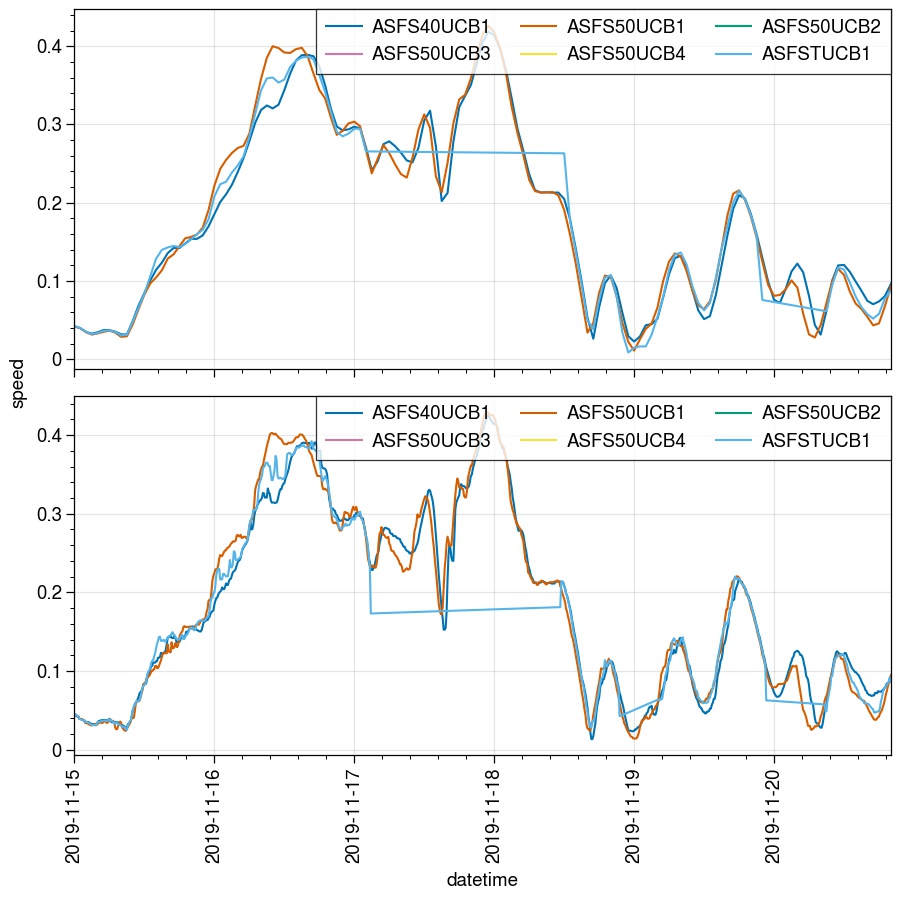 ASFS40UCB1 ASFS50UCB1 ASFS50UCB2
ASFS50UCB3 ASFS50UCB4 ASFSTUCB1
0.4
0.3
0.2
0.1
0
speed
ASFS40UCB1 ASFS50UCB1 ASFS50UCB2
ASFS50UCB3 ASFS50UCB4 ASFSTUCB1
0.4
0.3
0.2
0.1
0
2019-11-15
2019-11-16
2019-11-17
2019-11-18
2019-11-19
2019-11-20
datetime